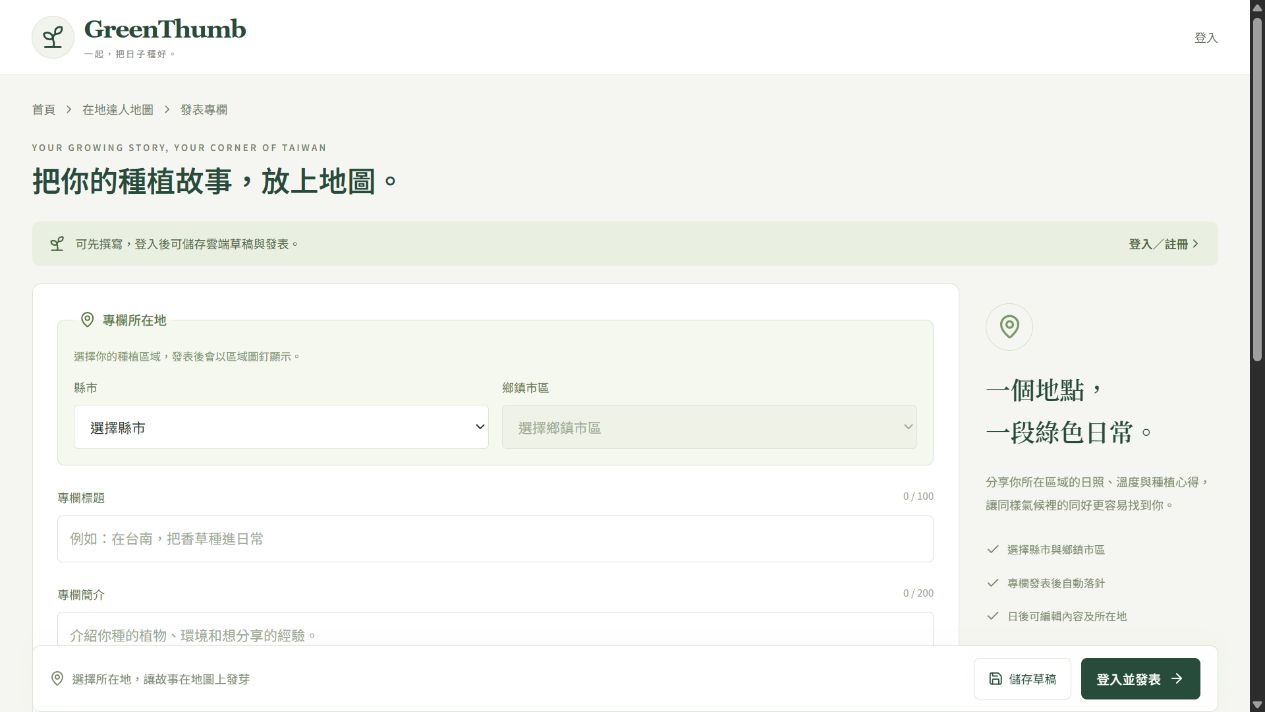 GreenThumb
一起，把日子種好。
登入
首頁 > 在地達人地圖 > 發表專欄
YOUR GROWING STORY, YOUR CORNER OF TAIWAN
把你的種植故事，放上地圖。
可先撰寫，登入後可儲存雲端草稿與發表。
登入／註冊
專欄所在地
選擇你的種植區域，發表後會以區域圖釘顯示。
縣市
鄉鎮市區
選擇縣市
選擇鄉鎮市區
專欄標題
0 / 100
例如：在台南，把香草種進日常
專欄簡介
0 / 200
介紹你種的植物、環境和想分享的經驗。
一個地點，
一段綠色日常。
分享你所在區域的日照、溫度與種植心得，
讓同樣氣候裡的同好更容易找到你。
選擇縣市與鄉鎮市區
專欄發表後自動落針
日後可編輯內容及所在地
選擇所在地，讓故事在地圖上發芽
儲存草稿
登入並發表